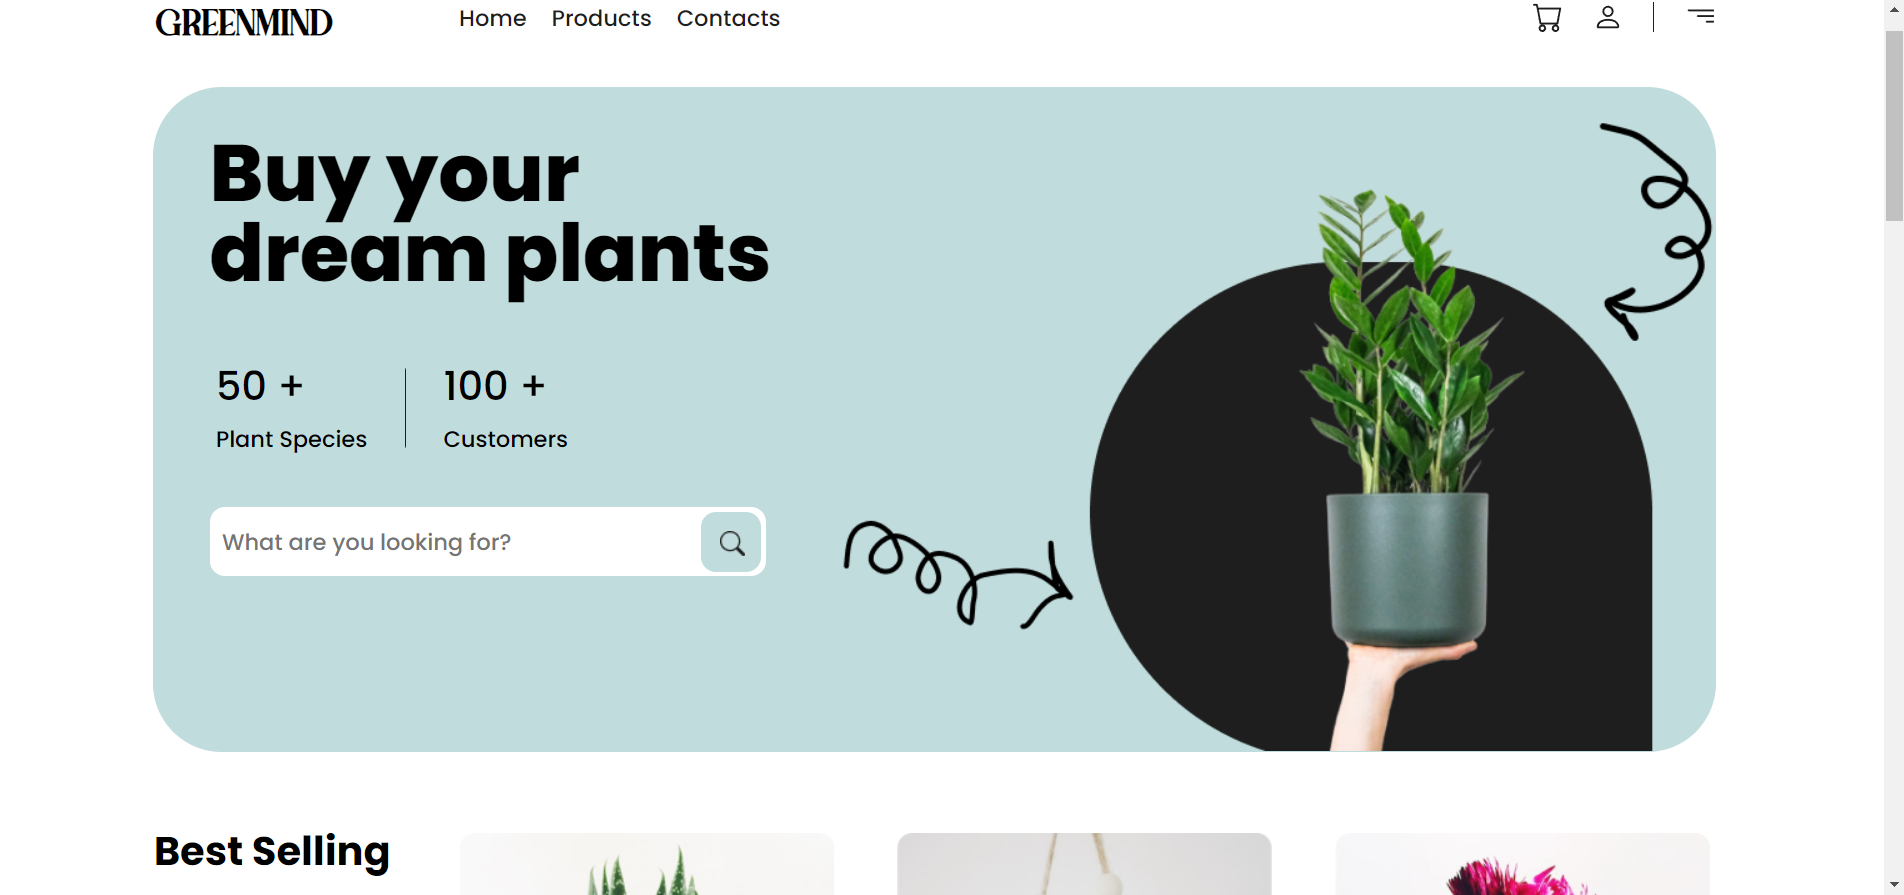 GREENMIND
Home Products Contacts
Buy your
dream plants
50 +
Plant Species
100 +
Customers
What are you looking for?
Best Selling